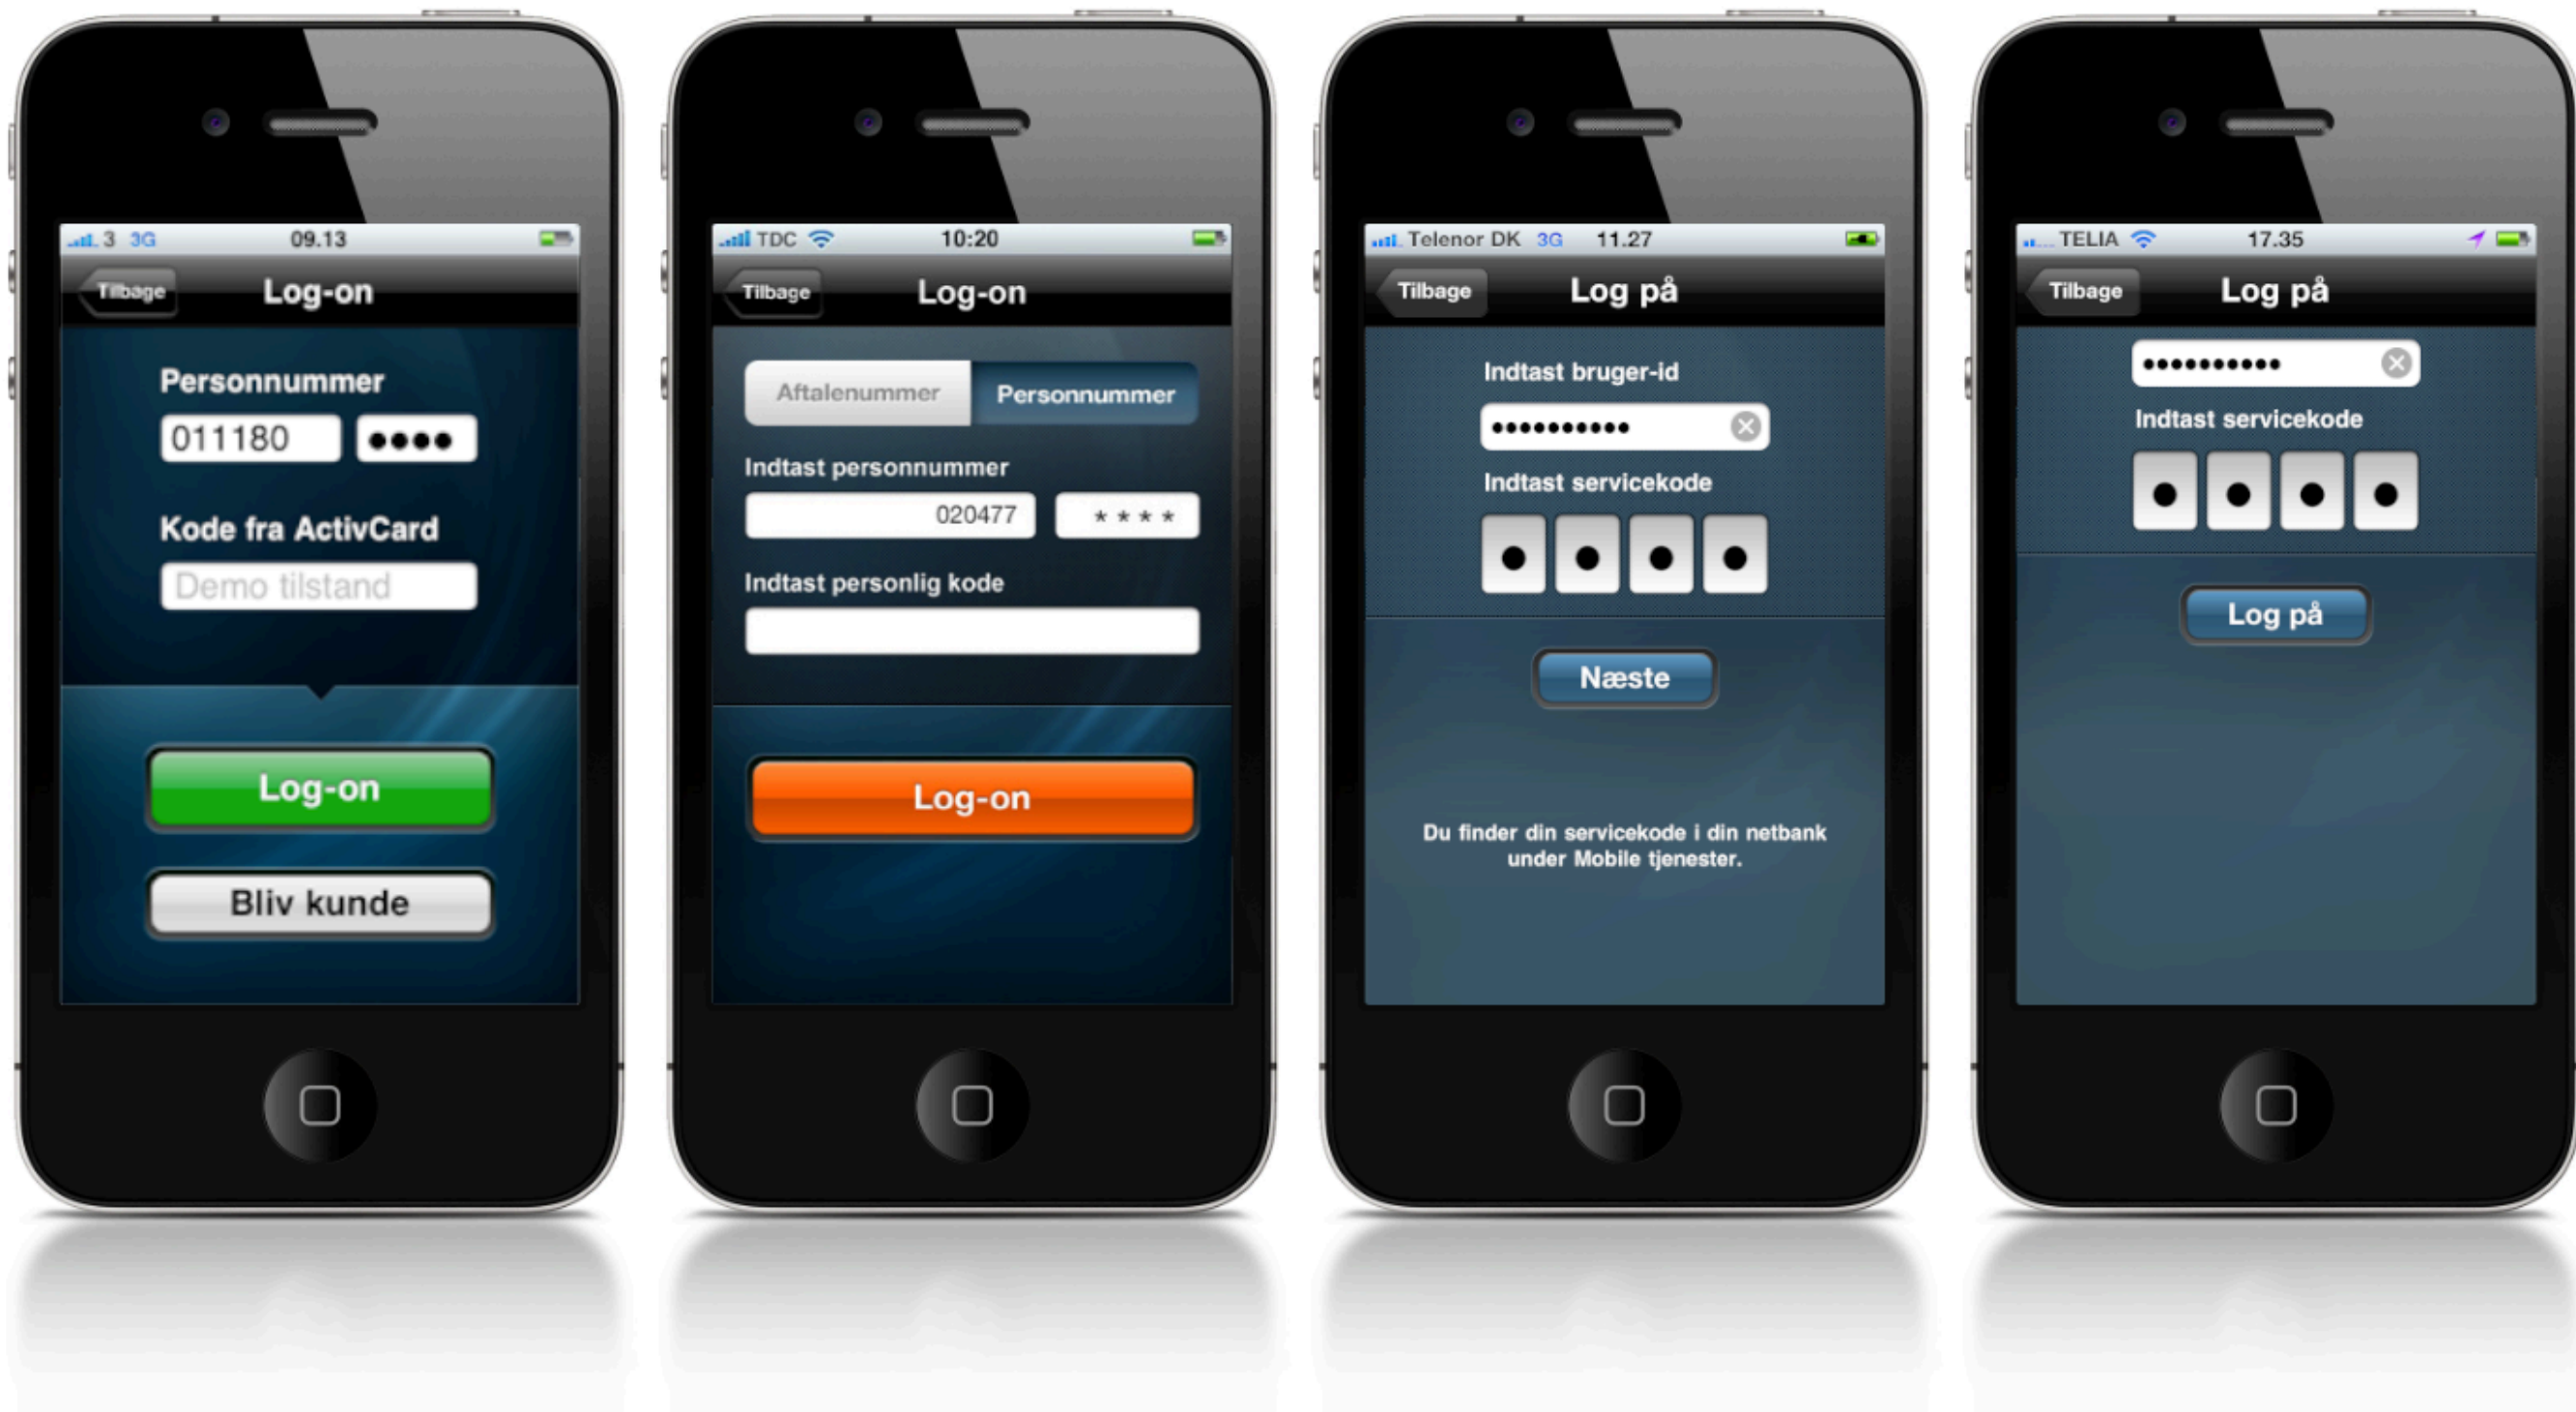 3 3G 09.13
Tilbage Log-on
Personnummer
011180 ••••
Kode fra ActivCard
Demo tilstand
Log-on
Bliv kunde
TDC 10:20
Tilbage Log-on
Aftalenummer Personnummer
Indtast personnummer
020477 ****
Indtast personlig kode
Log-on
Telenor DK 3G 11.27
Tilbage Log på
Indtast bruger-id
••••••••••
Indtast servicekode
• • • •
Næste
Du finder din servicekode i din netbank
under Mobile tjenester.
TELIA 17.35
Tilbage Log på
••••••••••
Indtast servicekode
• • • •
Log på